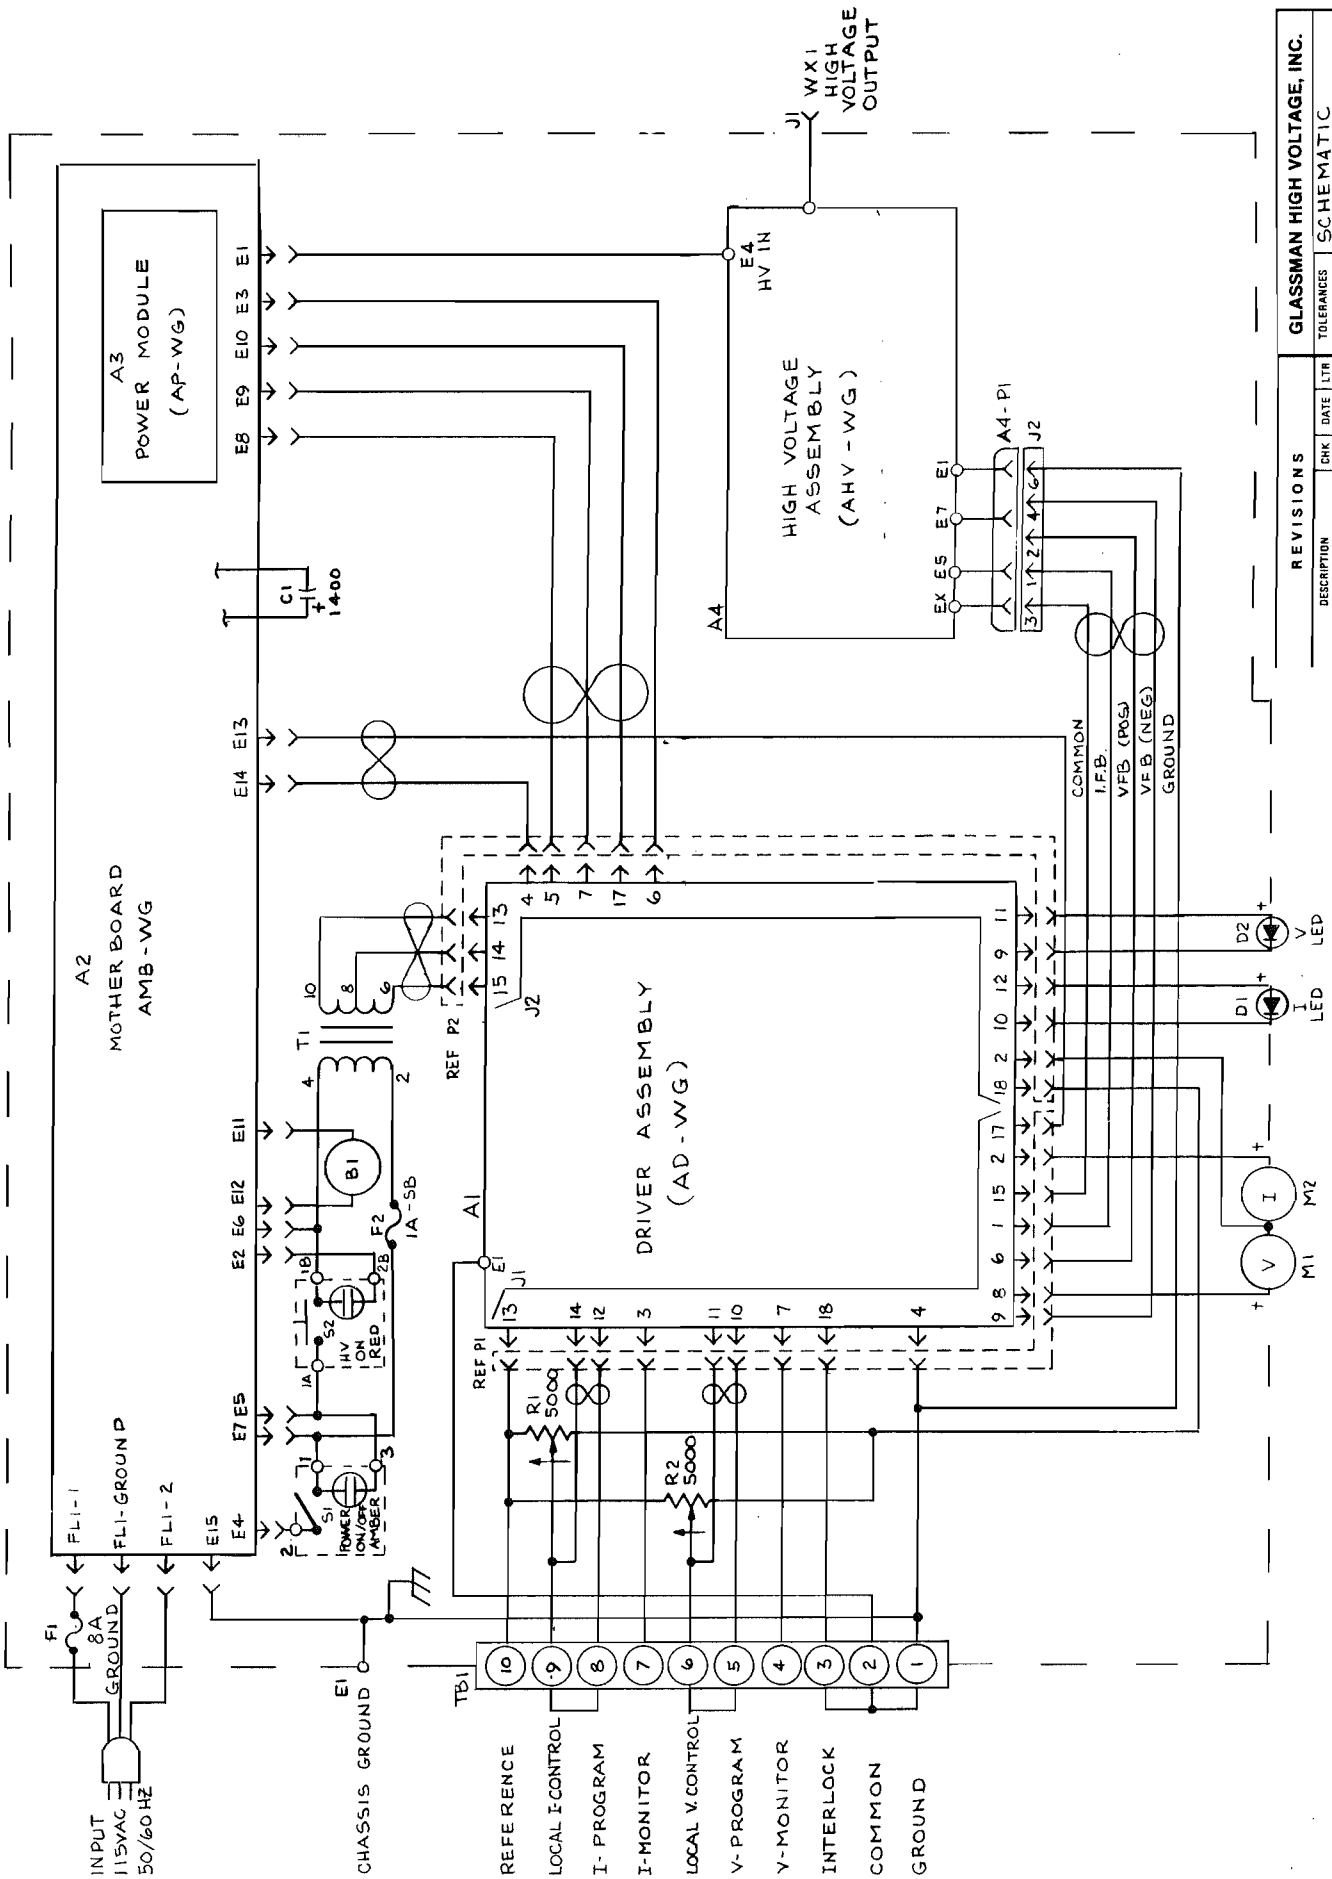 INPUT
115VAC
50/60 HZ
F1
8A
GROUND
FL1-1
FL1-GROUND
FL1-2
E15
E4
E7 E5
E2 E6 E12
E11
A2
MOTHER BOARD
AMB-WG
E14 E13
C1
+
1400
A3
POWER MODULE
(AP-WG)
E8 E9 E10 E3 E1
2
S1
POWER
ON/OFF
AMBER
1
3
1A
S2
HV
ON
RED
1B
2B
F2
1A-SB
B1
T1
4
2
10
8
6
E1
CHASSIS GROUND
REF P2
15 14 13
J2
4
5
7
17
6
A1
E1
DRIVER ASSEMBLY
(AD-WG)
J1
REF P1
13
14
12
3
11
10
7
18
4
9 8 6 1 15 2 17 18 2 10 12 9 11
R1
5000
R2
5000
TB1
REFERENCE 10
LOCAL I-CONTROL 9
I-PROGRAM 8
I-MONITOR 7
LOCAL V.CONTROL 6
V-PROGRAM 5
V-MONITOR 4
INTERLOCK 3
COMMON 2
GROUND 1
A4
HIGH VOLTAGE
ASSEMBLY
(AHV-WG)
E4
HV IN
J1
WX1
HIGH
VOLTAGE
OUTPUT
EX E5 E7 E1
A4-P1
3 1 2 4 6
J2
COMMON
I.F.B.
VFB (POS)
VFB (NEG)
GROUND
+
V
M1
I
M2
+
D1
+
I
LED
D2
+
V
LED
REVISIONS
DESCRIPTION CHK DATE LTR
GLASSMAN HIGH VOLTAGE, INC.
TOLERANCES SCHEMATIC